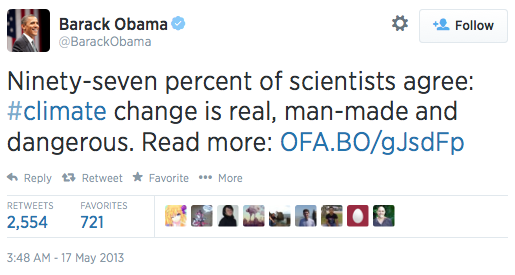 Barack Obama
@BarackObama
Follow
Ninety-seven percent of scientists agree:
#climate change is real, man-made and
dangerous. Read more: OFA.BO/gJsdFp
Reply Retweet Favorite More
RETWEETS FAVORITES
2,554 721
3:48 AM - 17 May 2013